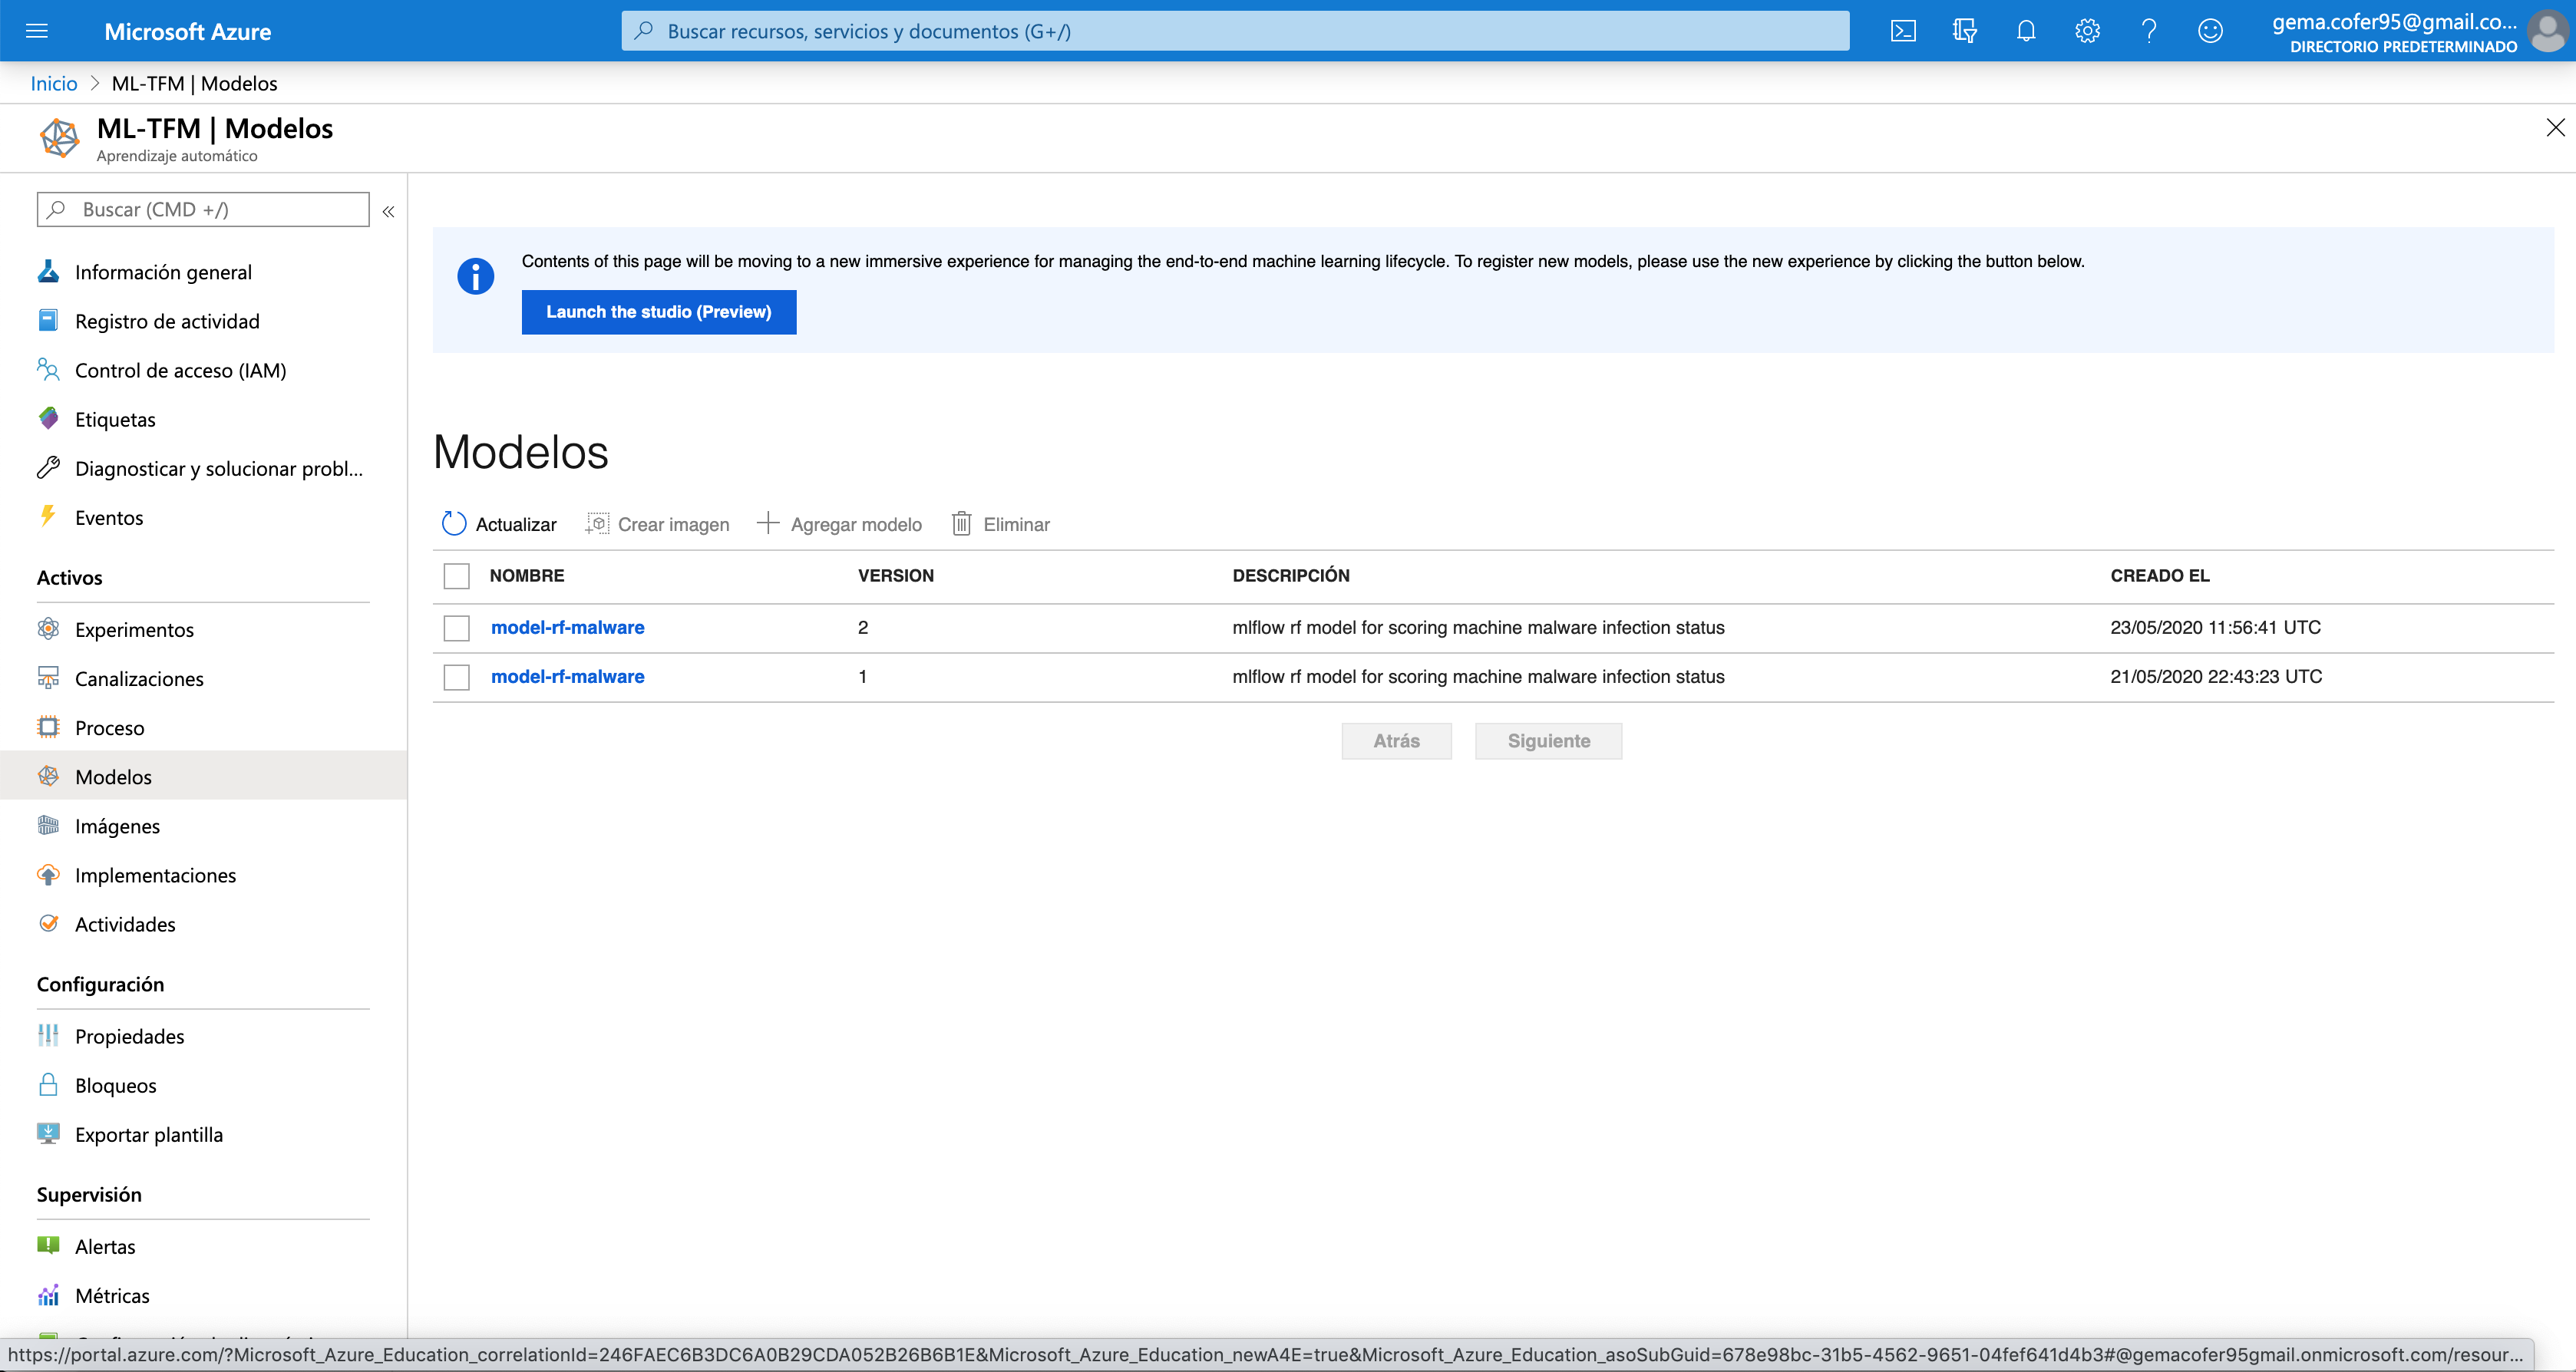 Microsoft Azure
Buscar recursos, servicios y documentos (G+/)
gema.cofer95@gmail.co...
DIRECTORIO PREDETERMINADO
Inicio > ML-TFM | Modelos
ML-TFM | Modelos
Aprendizaje automático
Buscar (CMD +/)
«
Información general
Registro de actividad
Control de acceso (IAM)
Etiquetas
Diagnosticar y solucionar probl...
Eventos
Activos
Experimentos
Canalizaciones
Proceso
Modelos
Imágenes
Implementaciones
Actividades
Configuración
Propiedades
Bloqueos
Exportar plantilla
Supervisión
Alertas
Métricas
Contents of this page will be moving to a new immersive experience for managing the end-to-end machine learning lifecycle. To register new models, please use the new experience by clicking the button below.
Launch the studio (Preview)
Modelos
Actualizar Crear imagen Agregar modelo Eliminar
NOMBRE VERSION DESCRIPCIÓN CREADO EL
model-rf-malware 2 mlflow rf model for scoring machine malware infection status 23/05/2020 11:56:41 UTC
model-rf-malware 1 mlflow rf model for scoring machine malware infection status 21/05/2020 22:43:23 UTC
Atrás Siguiente
https://portal.azure.com/?Microsoft_Azure_Education_correlationId=246FAEC6B3DC6A0B29CDA052B26B6B1E&Microsoft_Azure_Education_newA4E=true&Microsoft_Azure_Education_asoSubGuid=678e98bc-31b5-4562-9651-04fef641d4b3#@gemacofer95gmail.onmicrosoft.com/resour...